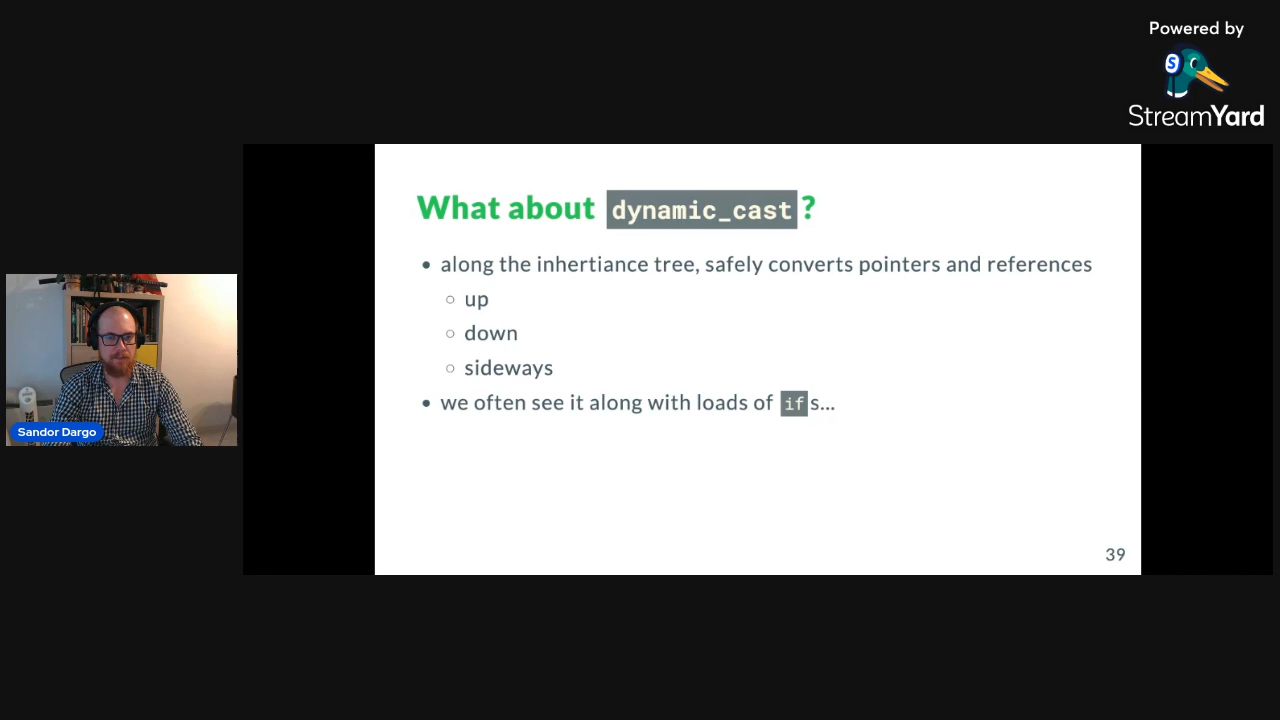 Powered by
S
StreamYard
What about dynamic_cast?
• along the inhertiance tree, safely converts pointers and references
○ up
○ down
○ sideways
• we often see it along with loads of ifs...
39
Sandor Dargo